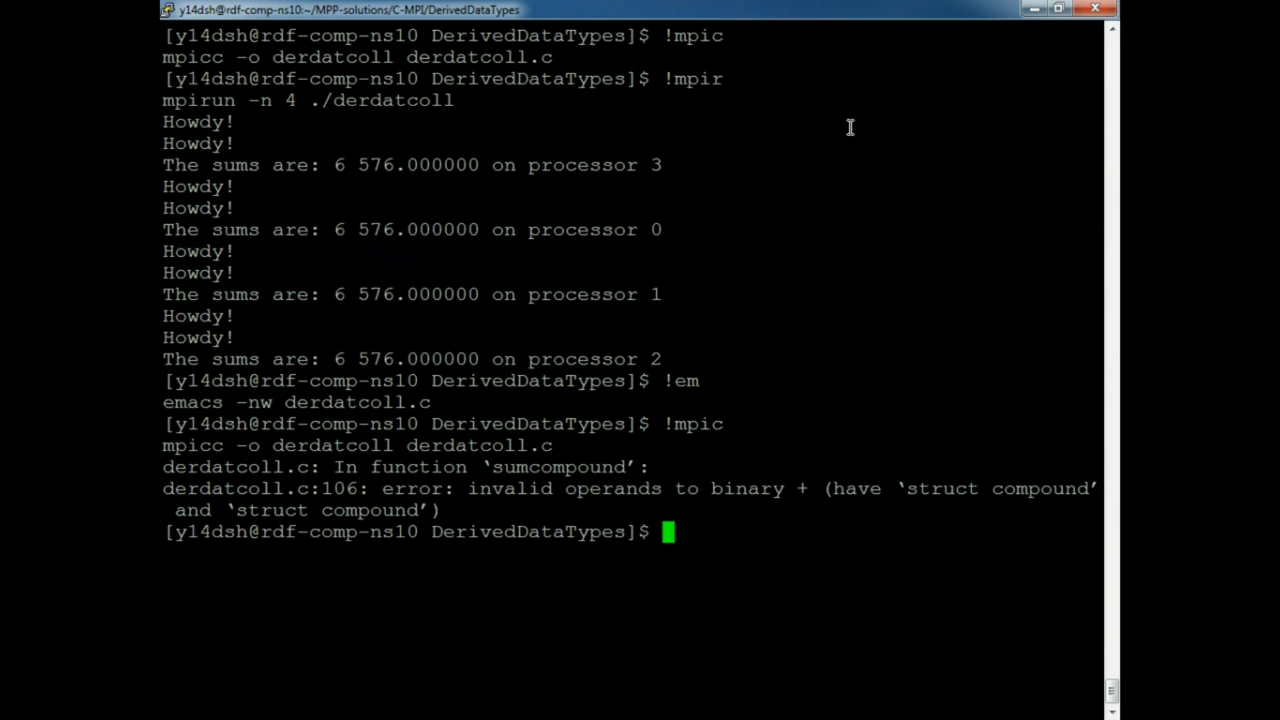 y14dsh@rdf-comp-ns10:~/MPP-solutions/C-MPI/DerivedDataTypes
[y14dsh@rdf-comp-ns10 DerivedDataTypes]$ !mpic
mpicc -o derdatcoll derdatcoll.c
[y14dsh@rdf-comp-ns10 DerivedDataTypes]$ !mpir
mpirun -n 4 ./derdatcoll
Howdy!
Howdy!
The sums are: 6 576.000000 on processor 3
Howdy!
Howdy!
The sums are: 6 576.000000 on processor 0
Howdy!
Howdy!
The sums are: 6 576.000000 on processor 1
Howdy!
Howdy!
The sums are: 6 576.000000 on processor 2
[y14dsh@rdf-comp-ns10 DerivedDataTypes]$ !em
emacs -nw derdatcoll.c
[y14dsh@rdf-comp-ns10 DerivedDataTypes]$ !mpic
mpicc -o derdatcoll derdatcoll.c
derdatcoll.c: In function ‘sumcompound’:
derdatcoll.c:106: error: invalid operands to binary + (have ‘struct compound’
and ‘struct compound’)
[y14dsh@rdf-comp-ns10 DerivedDataTypes]$